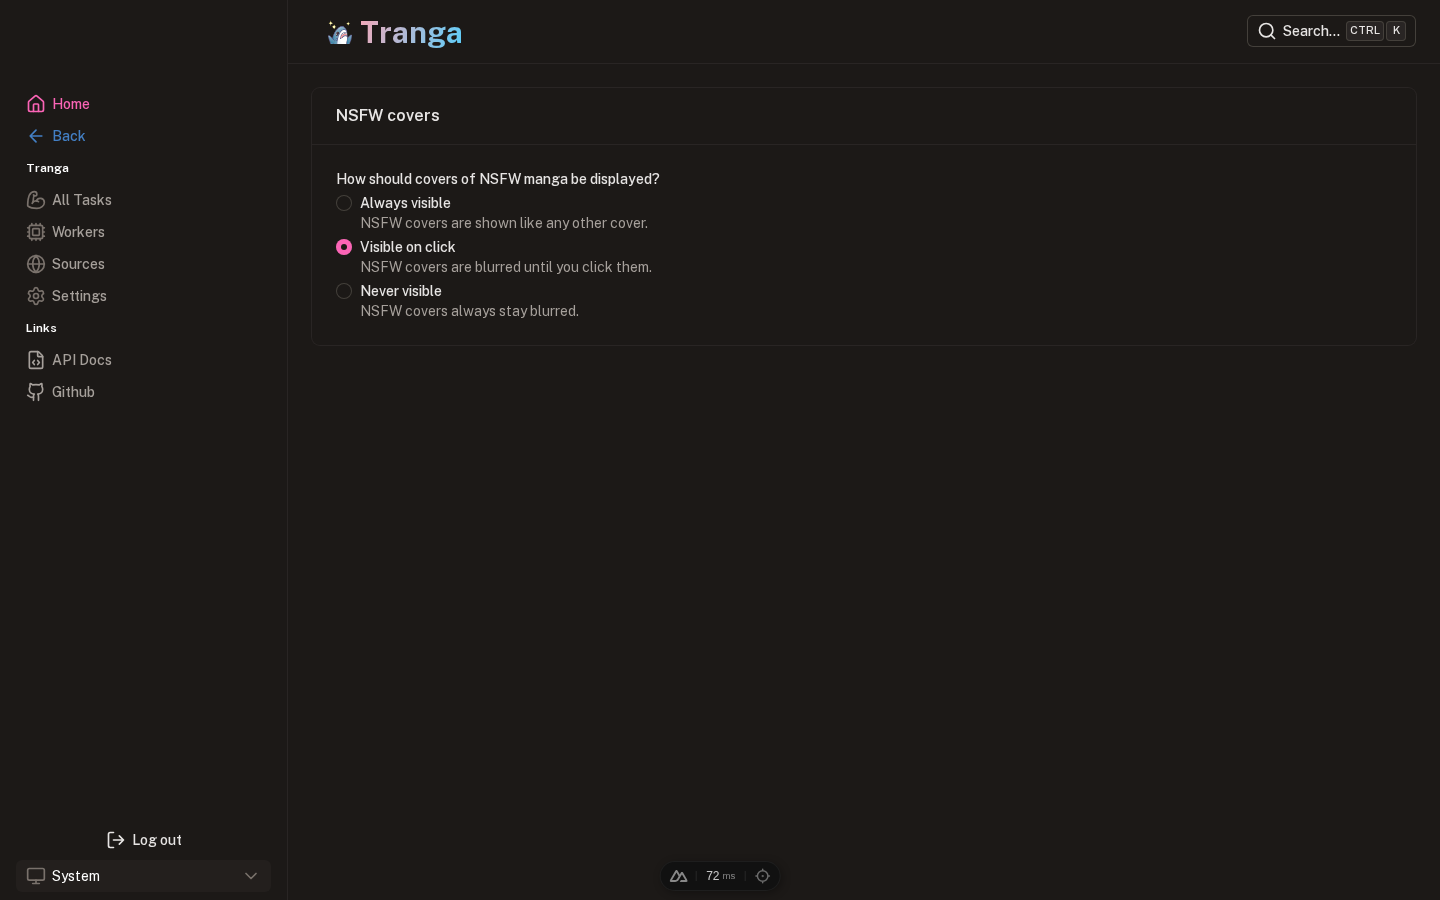 Tranga
Search...
CTRL
K
Home
Back
Tranga
All Tasks
Workers
Sources
Settings
Links
API Docs
Github
NSFW covers
How should covers of NSFW manga be displayed?
Always visible
NSFW covers are shown like any other cover.
Visible on click
NSFW covers are blurred until you click them.
Never visible
NSFW covers always stay blurred.
Log out
System
72 ms